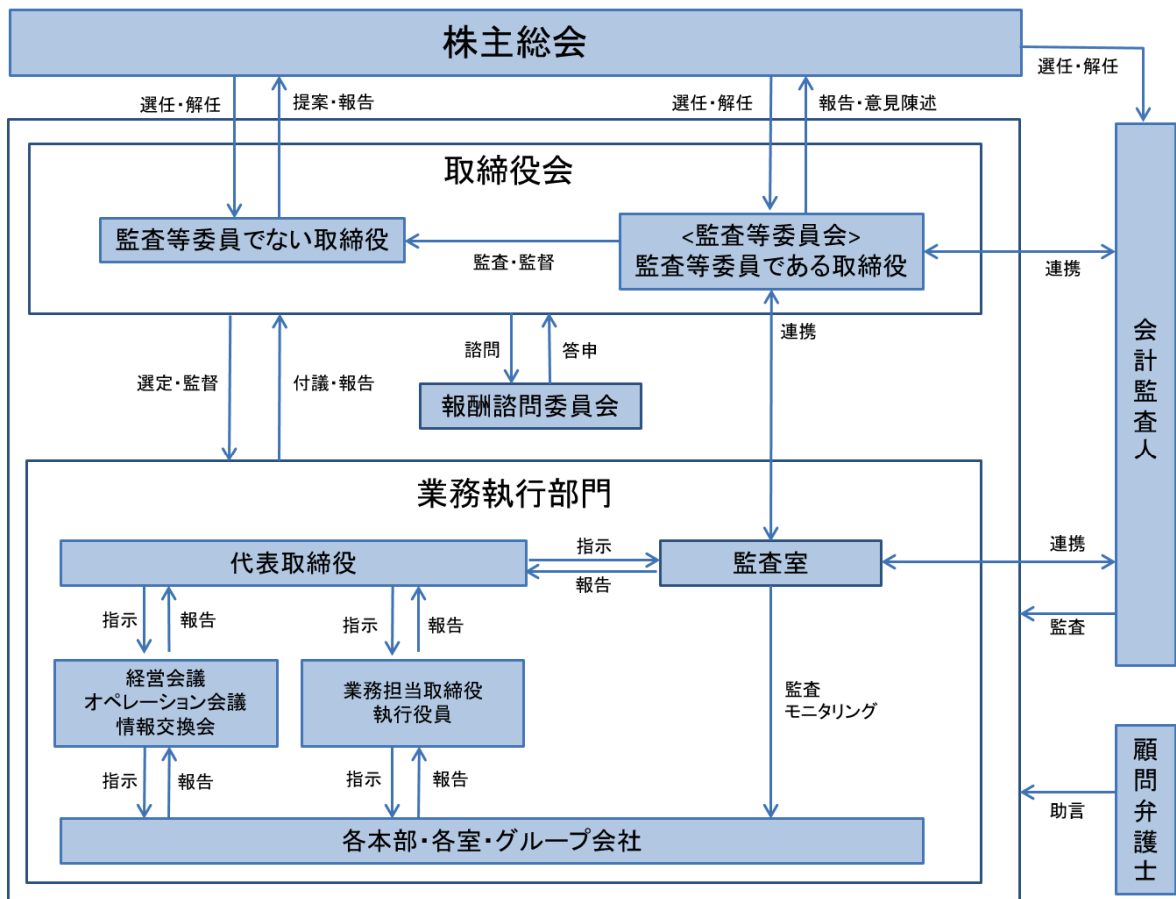 株主総会
選任・解任
提案・報告
選任・解任
報告・意見陳述
選任・解任
取締役会
監査等委員でない取締役
監査・監督
<監査等委員会>
監査等委員である取締役
連携
会計監査人
選定・監督
付議・報告
諮問
答申
連携
報酬諮問委員会
業務執行部門
代表取締役
指示
報告
監査室
連携
監査
指示
報告
指示
報告
経営会議
オペレーション会議
情報交換会
業務担当取締役
執行役員
監査
モニタリング
指示
報告
指示
報告
各本部・各室・グループ会社
助言
顧問弁護士